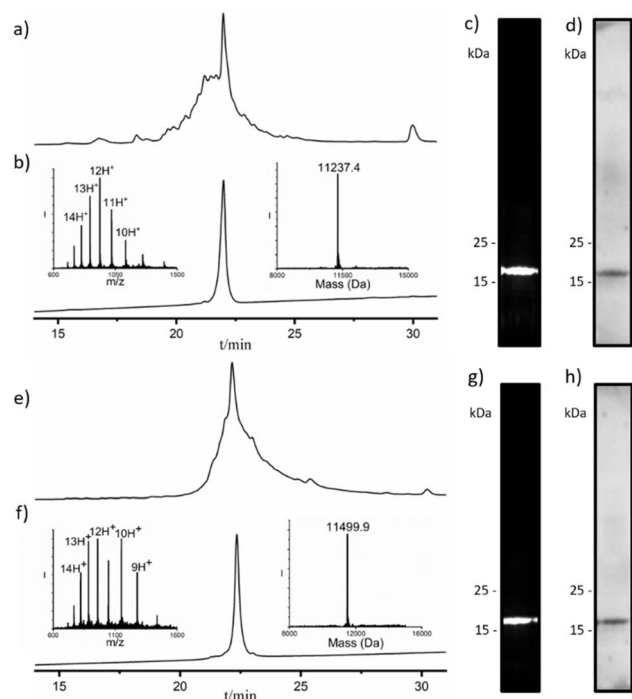 a)
b)
14H⁺
13H⁺
12H⁺
11H⁺
10H⁺
600
1050
1500
m/z
I
11237.4
8000
11500
15000
Mass (Da)
I
15
20
25
30
t/min
c)
kDa
25 -
15 -
d)
kDa
25 -
15 -
e)
f)
14H⁺
13H⁺
12H⁺
10H⁺
9H⁺
600
1100
1600
m/z
I
11499.9
8000
12000
16000
Mass (Da)
I
15
20
25
30
t/min
g)
kDa
25 -
15 -
h)
kDa
25 -
15 -